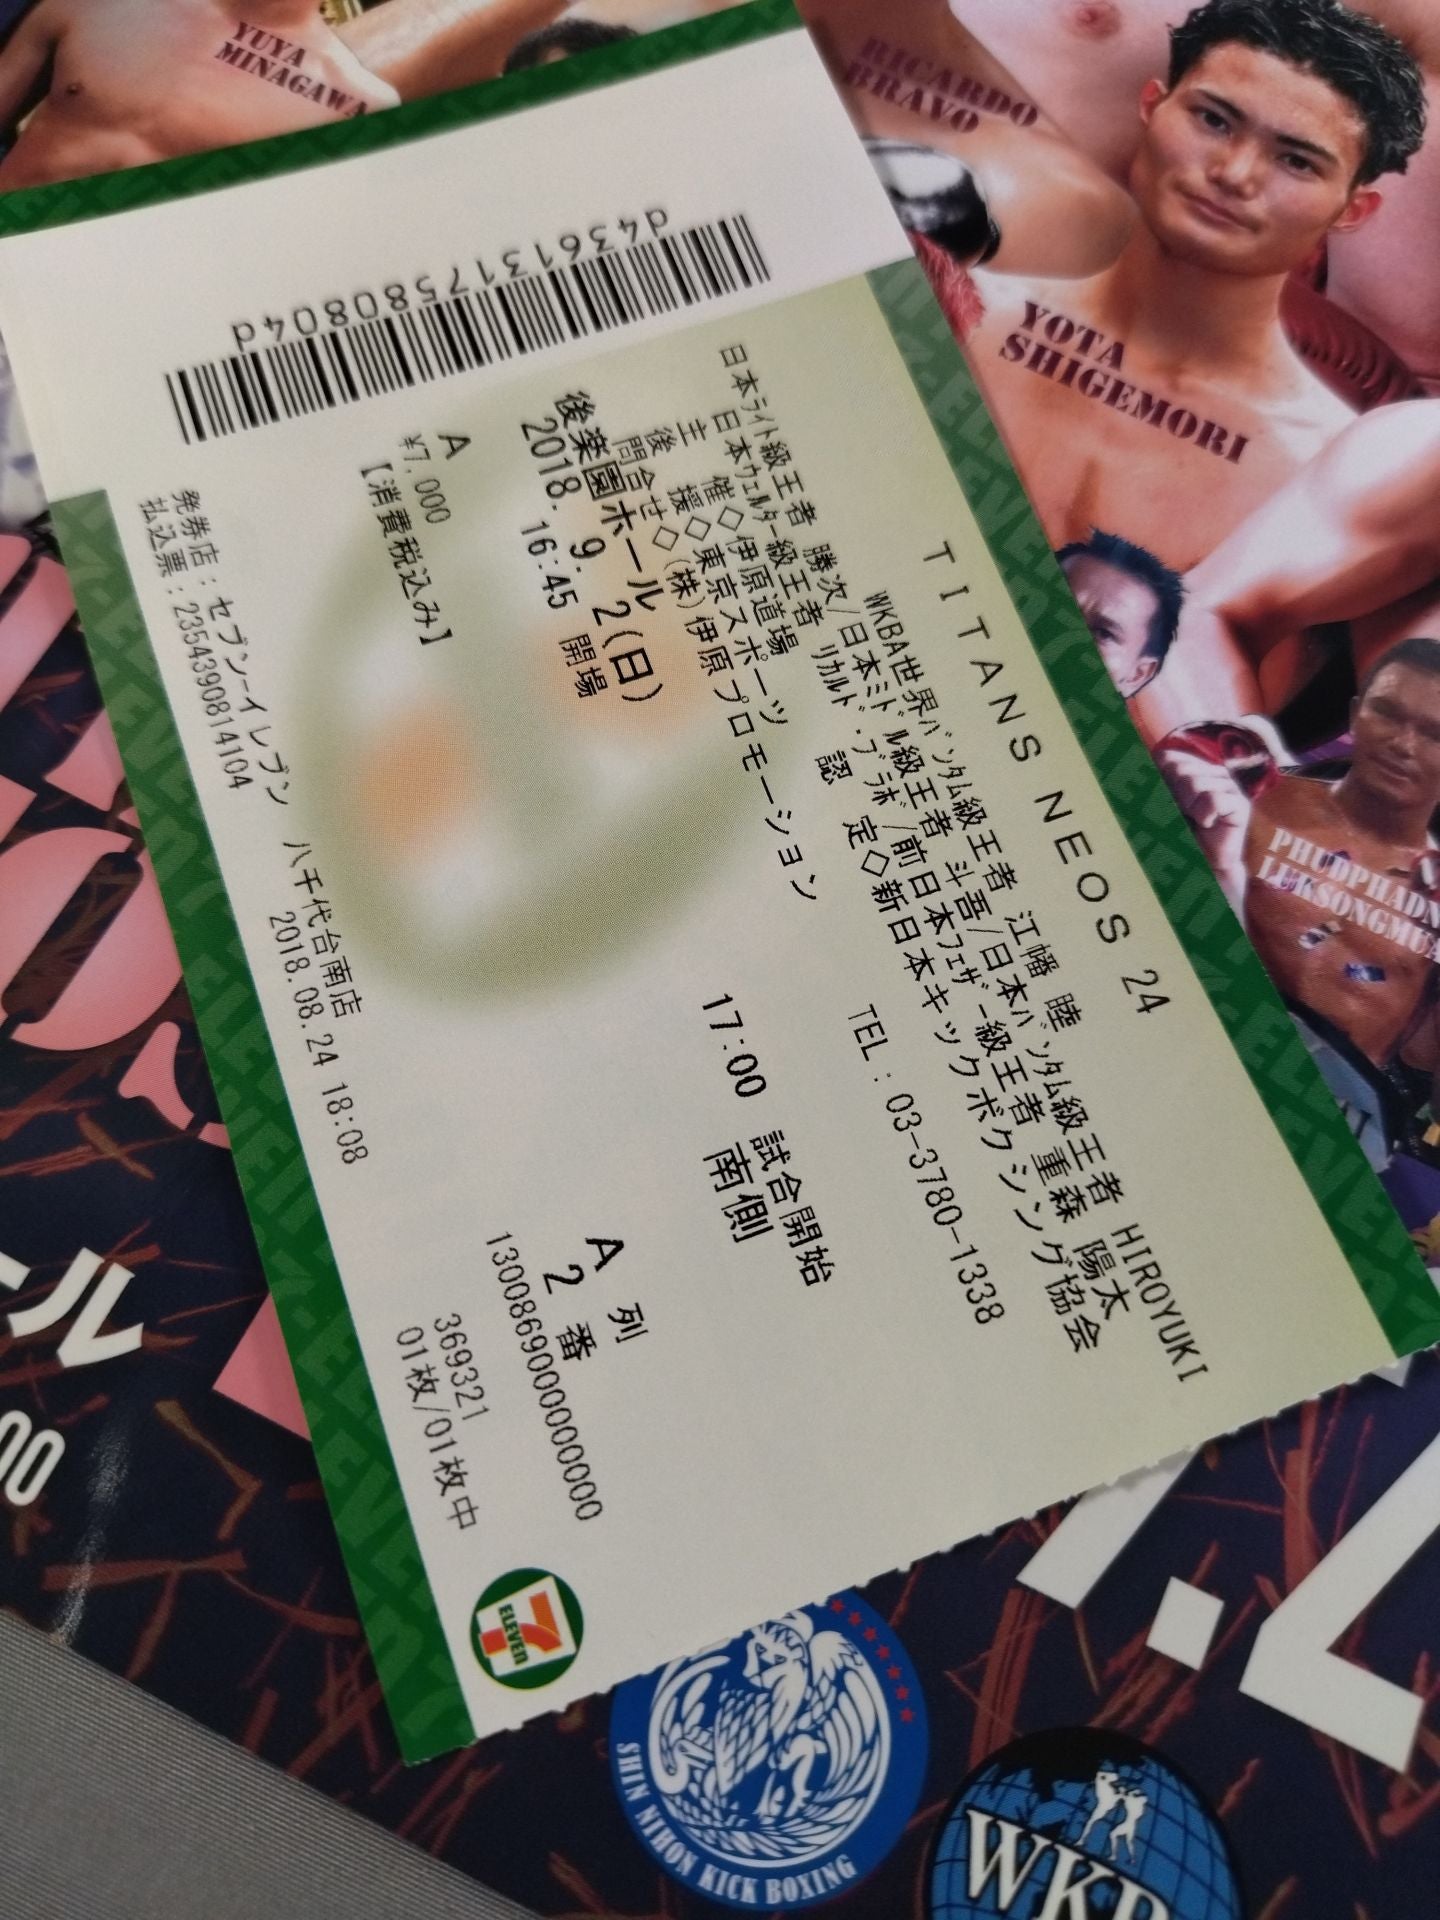 YUYA
MINAGAWA
RICARDO
BRAVO
YOTA
SHIGEMORI
d4361317580804d
TITANS NEOS 24
WKBA世界バンタム級王者 江幡 睦
日本ライト級王者 勝次/日本ミドル級王者 斗吾/日本バンタム級王者 HIROYUKI
日本ウェルター級王者 リカルド・ブラボ/前日本フェザー級王者 重森 陽太
主 催◇伊原道場 認 定◇新日本キックボクシング協会
後 援◇東京スポーツ
問合せ◇(株)伊原プロモーション TEL:03-3780-1338
後楽園ホール
2018. 9. 2(日) 17:00 試合開始
16:45 開場 南側
A A 列
¥7,000 2 番
【消費税込み】 1300869000000000
369321
01枚/01枚中
発券店:セブン-イレブン 八千代台南店
払込票:2354390814104 2018.08.24 18:08
7
ELEVEN
SHIN NIHON KICK BOXING
ル
00